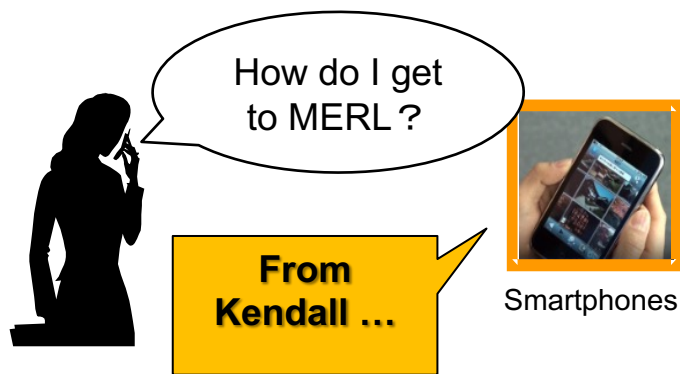 How do I get
to MERL？
From
Kendall …
Smartphones